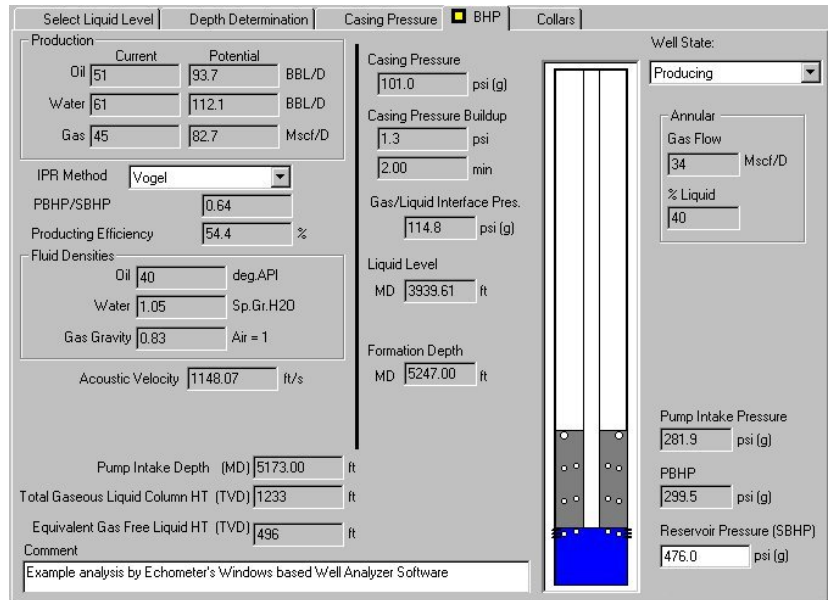 Select Liquid Level Depth Determination Casing Pressure BHP Collars
Production
Current Potential
Oil 51 93.7 BBL/D
Water 61 112.1 BBL/D
Gas 45 82.7 Mscf/D
IPR Method Vogel
PBHP/SBHP 0.64
Producting Efficiency 54.4 %
Fluid Densities
Oil 40 deg.API
Water 1.05 Sp.Gr.H2O
Gas Gravity 0.83 Air = 1
Acoustic Velocity 1148.07 ft/s
Pump Intake Depth (MD) 5173.00 ft
Total Gaseous Liquid Column HT (TVD) 1233 ft
Equivalent Gas Free Liquid HT (TVD) 496 ft
Comment
Example analysis by Echometer's Windows based Well Analyzer Software
Casing Pressure
101.0 psi (g)
Casing Pressure Buildup
1.3 psi
2.00 min
Gas/Liquid Interface Pres.
114.8 psi (g)
Liquid Level
MD 3939.61 ft
Formation Depth
MD 5247.00 ft
Well State:
Producing
Annular
Gas Flow
34 Mscf/D
% Liquid
40
Pump Intake Pressure
281.9 psi (g)
PBHP
299.5 psi (g)
Reservoir Pressure (SBHP)
476.0 psi (g)